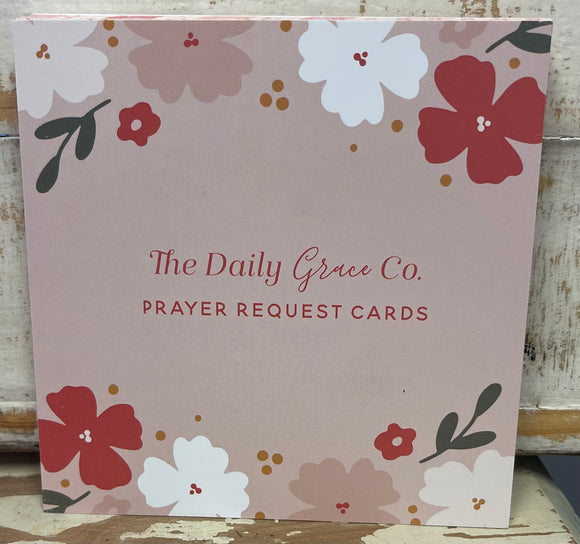 The Daily Grace Co.
PRAYER REQUEST CARDS